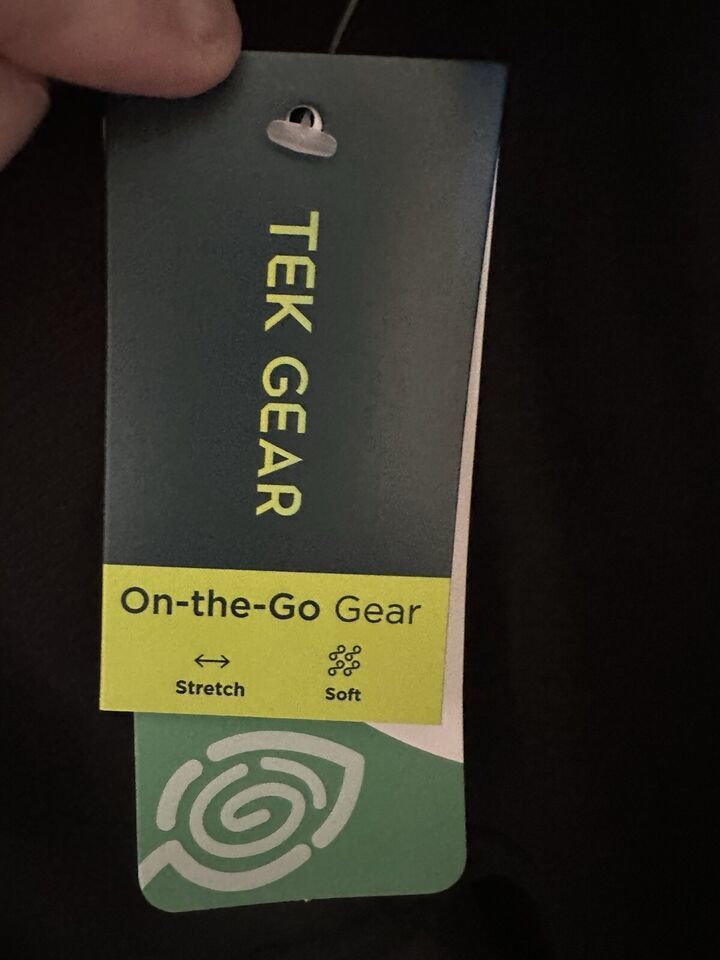 TEK GEAR
On-the-Go Gear
Stretch
Soft